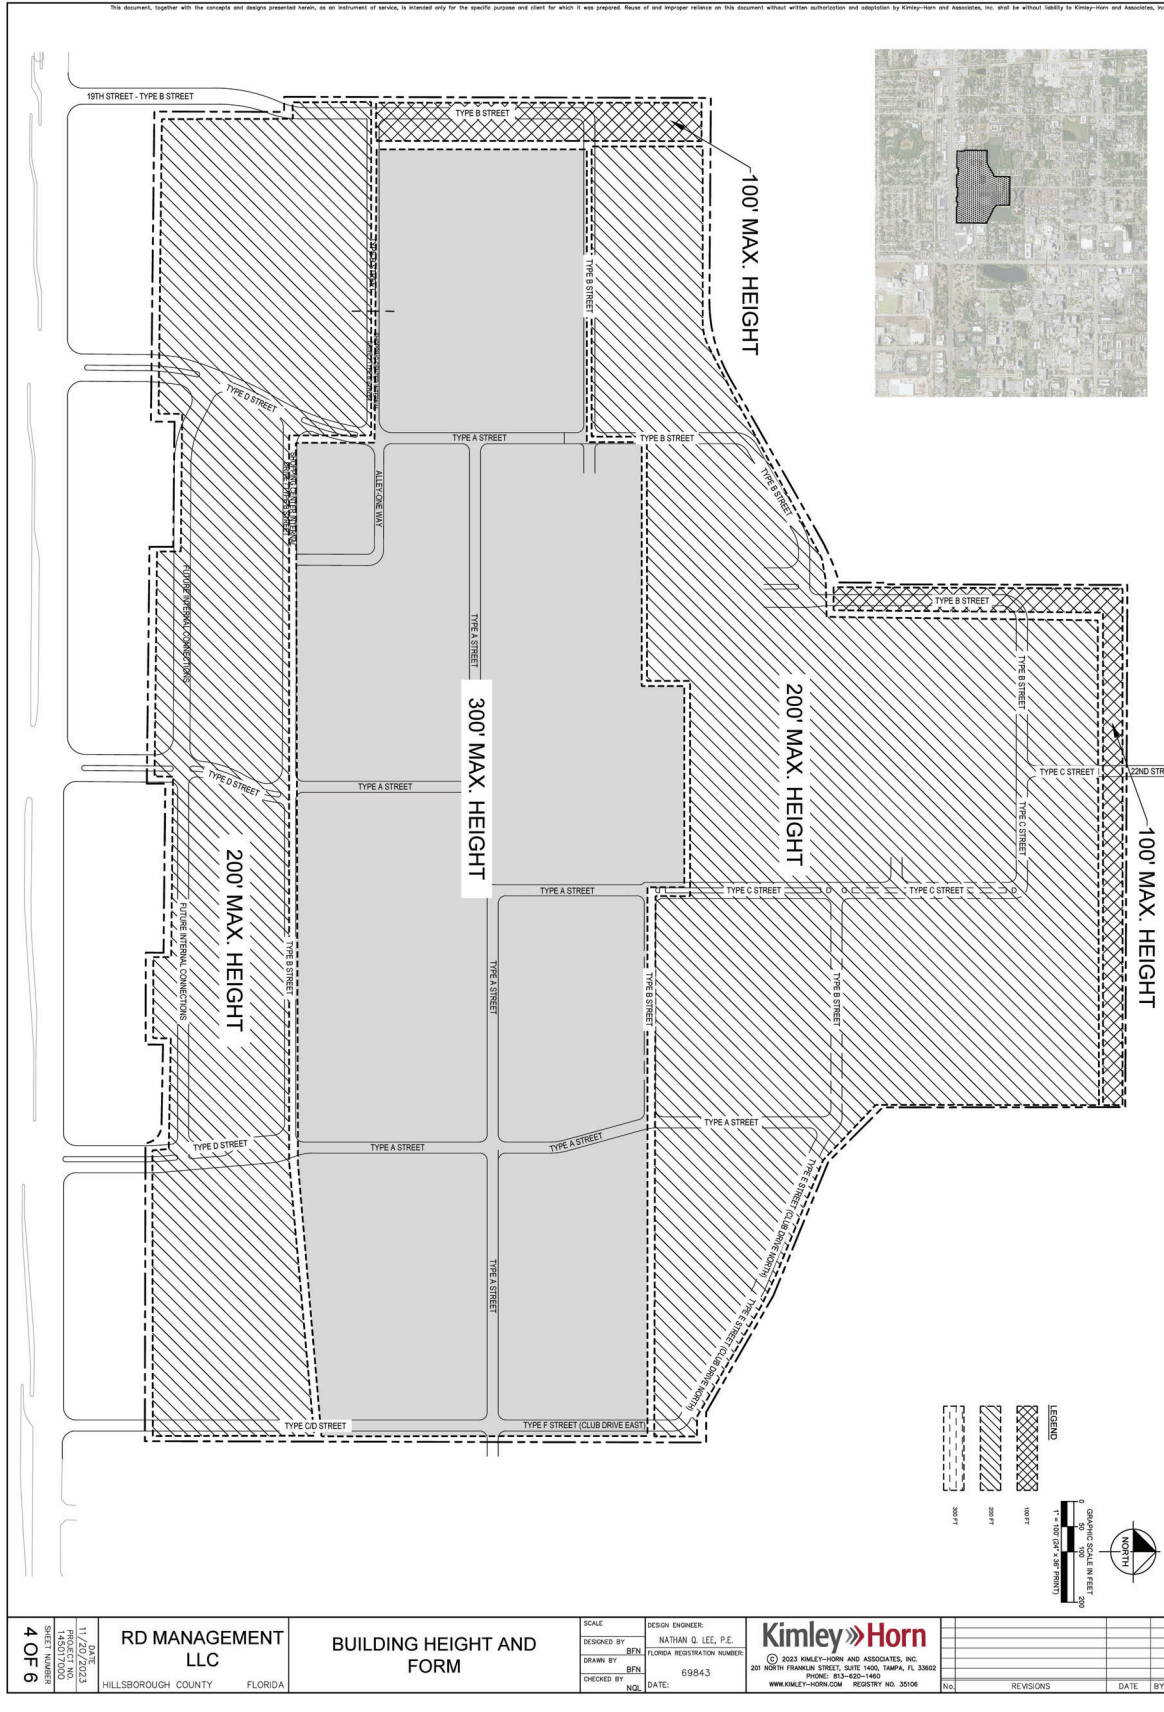 This document, together with the concepts and designs presented herein, as an instrument of service, is intended only for the specific purpose and client for which it was prepared. Reuse of and improper reliance on this document without written authorization and adaptation by Kimley-Horn and Associates, Inc. shall be without liability to Kimley-Horn and Associates, Inc
19TH STREET - TYPE B STREET
TYPE B STREET
100' MAX. HEIGHT
TYPE B STREET
TYPE D STREET
TYPE A STREET
TYPE B STREET
TYPE B STREET
SHOPPING CENTER INTERNAL
ALLEY-ONE WAY
FUTURE INTERNAL CONNECTIONS
TYPE A STREET
TYPE B STREET
TYPE B STREET
300' MAX. HEIGHT
200' MAX. HEIGHT
TYPE D STREET
TYPE A STREET
TYPE C STREET
22ND STR
TYPE C STREET
100' MAX. HEIGHT
200' MAX. HEIGHT
TYPE A STREET
TYPE C STREET
TYPE C STREET
FUTURE INTERNAL CONNECTIONS
TYPE B STREET
TYPE A STREET
TYPE B STREET
TYPE B STREET
TYPE D STREET
TYPE A STREET
TYPE A STREET
TYPE A STREET
TYPE E STREET (CLUB DRIVE NORTH)
TYPE A STREET
TYPE E STREET (CLUB DRIVE NORTH)
TYPE C/D STREET
TYPE F STREET (CLUB DRIVE EAST)
LEGEND
100 FT
200 FT
300 FT
GRAPHIC SCALE IN FEET
0 50 100 200
1" = 100' (24" x 36" PRINT)
NORTH
4 OF 6
SHEET NUMBER
PROJECT NO.
145017000
DATE
11/20/2023
RD MANAGEMENT
LLC
HILLSBOROUGH COUNTY FLORIDA
BUILDING HEIGHT AND
FORM
SCALE
DESIGNED BY
BFN
DRAWN BY
BFN
CHECKED BY
NQL
DESIGN ENGINEER:
NATHAN Q. LEE, P.E.
FLORIDA REGISTRATION NUMBER:
69843
DATE:
Kimley»Horn
© 2023 KIMLEY-HORN AND ASSOCIATES, INC.
201 NORTH FRANKLIN STREET, SUITE 1400, TAMPA, FL 33602
PHONE: 813-620-1460
WWW.KIMLEY-HORN.COM REGISTRY NO. 35106
No. REVISIONS DATE BY